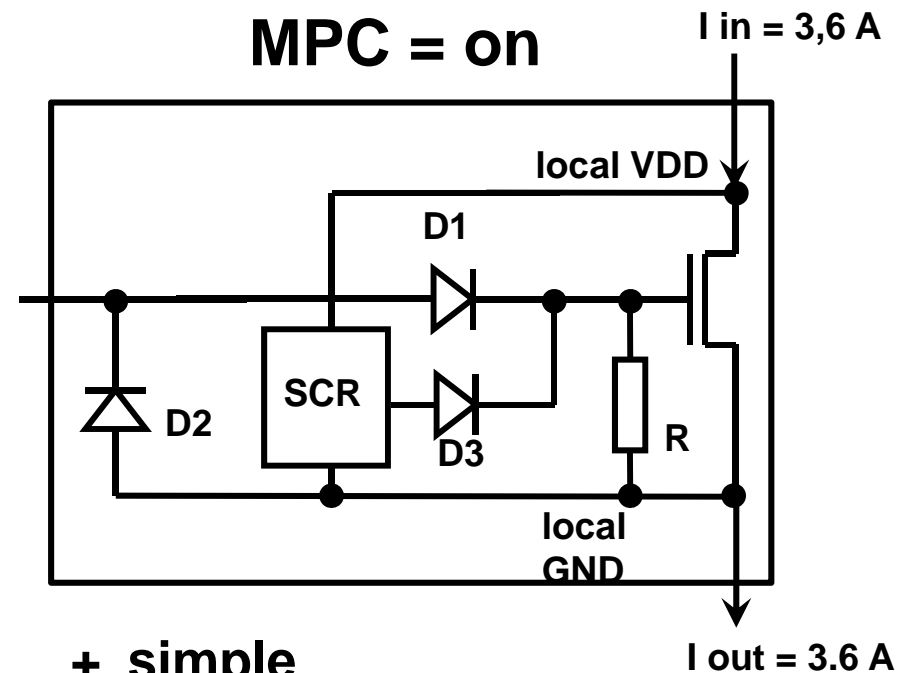 MPC = on
I in = 3,6 A
local VDD
D1
SCR
D2
D3
R
local
GND
+ simple
I out = 3.6 A